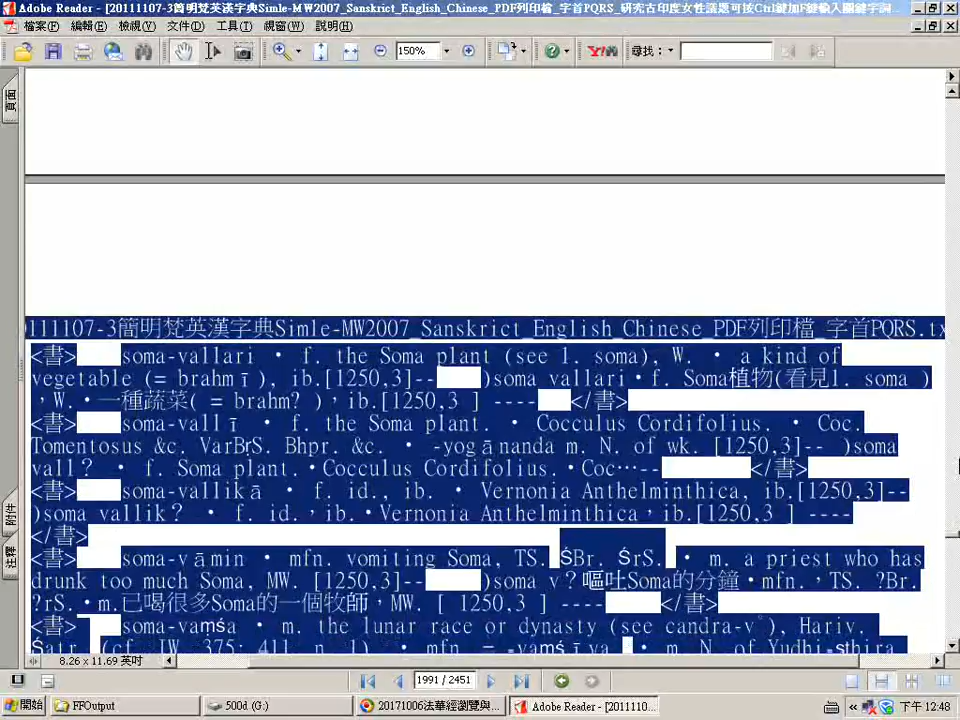 Adobe Reader - [20111107-3簡明梵英漢字典Simle-MW2007_Sanskrict_English_Chinese_PDF列印檔_字首PQRS_研究古印度女性議題可按Ctrl鍵加F鍵輸入關鍵字詞...
檔案(F) 編輯(E) 檢視(V) 文件(D) 工具(T) 視窗(W) 說明(H)
150% Y! 尋找:
頁面
附件
注釋
111107-3簡明梵英漢字典Simle-MW2007_Sanskrict_English_Chinese_PDF列印檔_字首PQRS.tx
<書> soma-vallari · f. the Soma plant (see 1. soma), W. · a kind of
vegetable (= brahmī), ib.[1250,3]-- )soma vallari·f. Soma植物(看見1. soma )
，W.·一種蔬菜( = brahm? )，ib.[1250,3 ] ---- </書>
<書> soma-vallī · f. the Soma plant. · Cocculus Cordifolius. · Coc.
Tomentosus &c. VarBṛS. Bhpr. &c. · -yogānanda m. N. of wk. [1250,3]-- )soma
vall? · f. Soma plant.·Cocculus Cordifolius.·Coc…-- </書>
<書> soma-vallikā · f. id., ib. · Vernonia Anthelminthica, ib.[1250,3]--
)soma vallik? · f. id.，ib.·Vernonia Anthelminthica，ib.[1250,3 ] ----
</書>
<書> soma-vāmin · mfn. vomiting Soma, TS. ŚBr. ŚrS. · m. a priest who has
drunk too much Soma, MW. [1250,3]-- )soma v？嘔吐Soma的分鐘·mfn.，TS. ?Br.
?rS.·m.已喝很多Soma的一個牧師，MW. [ 1250,3 ] ---- </書>
<書> soma-vaṃśa · m. the lunar race or dynasty (see candra-v°), Hariv.
Śatr. (cf. IW. 375; 411, n. 1) · mfn. = -vaṃśīya · m. N. of Yudhi-sthira
8.26 x 11.69 英吋
1991 / 2451
開始 FFOutput 500d (G:) 20171006法華經瀏覽與... Adobe Reader - [2011110... 下午 12:48